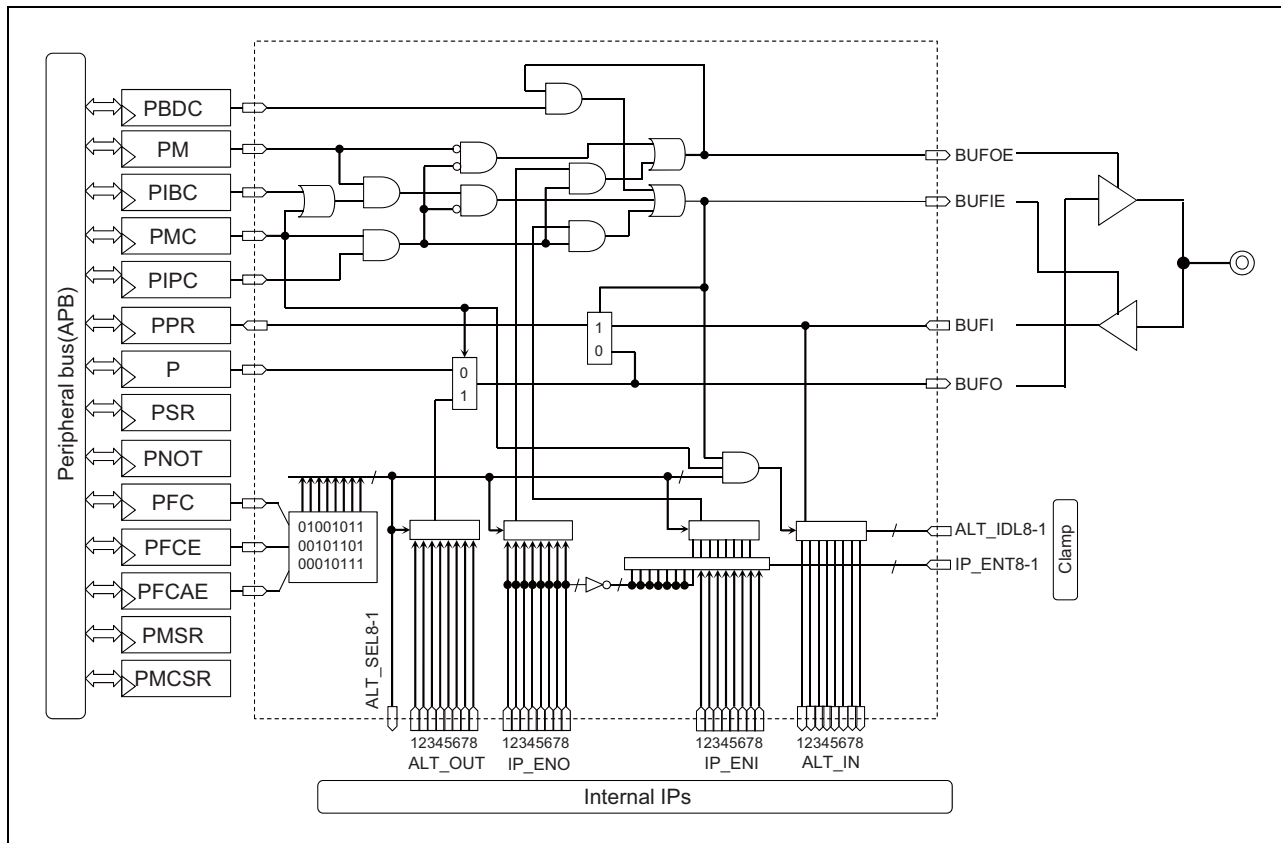 Peripheral bus(APB)
PBDC
PM
PIBC
PMC
PIPC
PPR
P
PSR
PNOT
PFC
PFCE
PFCAE
PMSR
PMCSR
BUFOE
BUFIE
1
0
BUFI
0
1
BUFO
01001011
00101101
00010111
ALT_SEL8-1
ALT_IDL8-1
IP_ENT8-1
Clamp
12345678
ALT_OUT
12345678
IP_ENO
12345678
IP_ENI
12345678
ALT_IN
Internal IPs